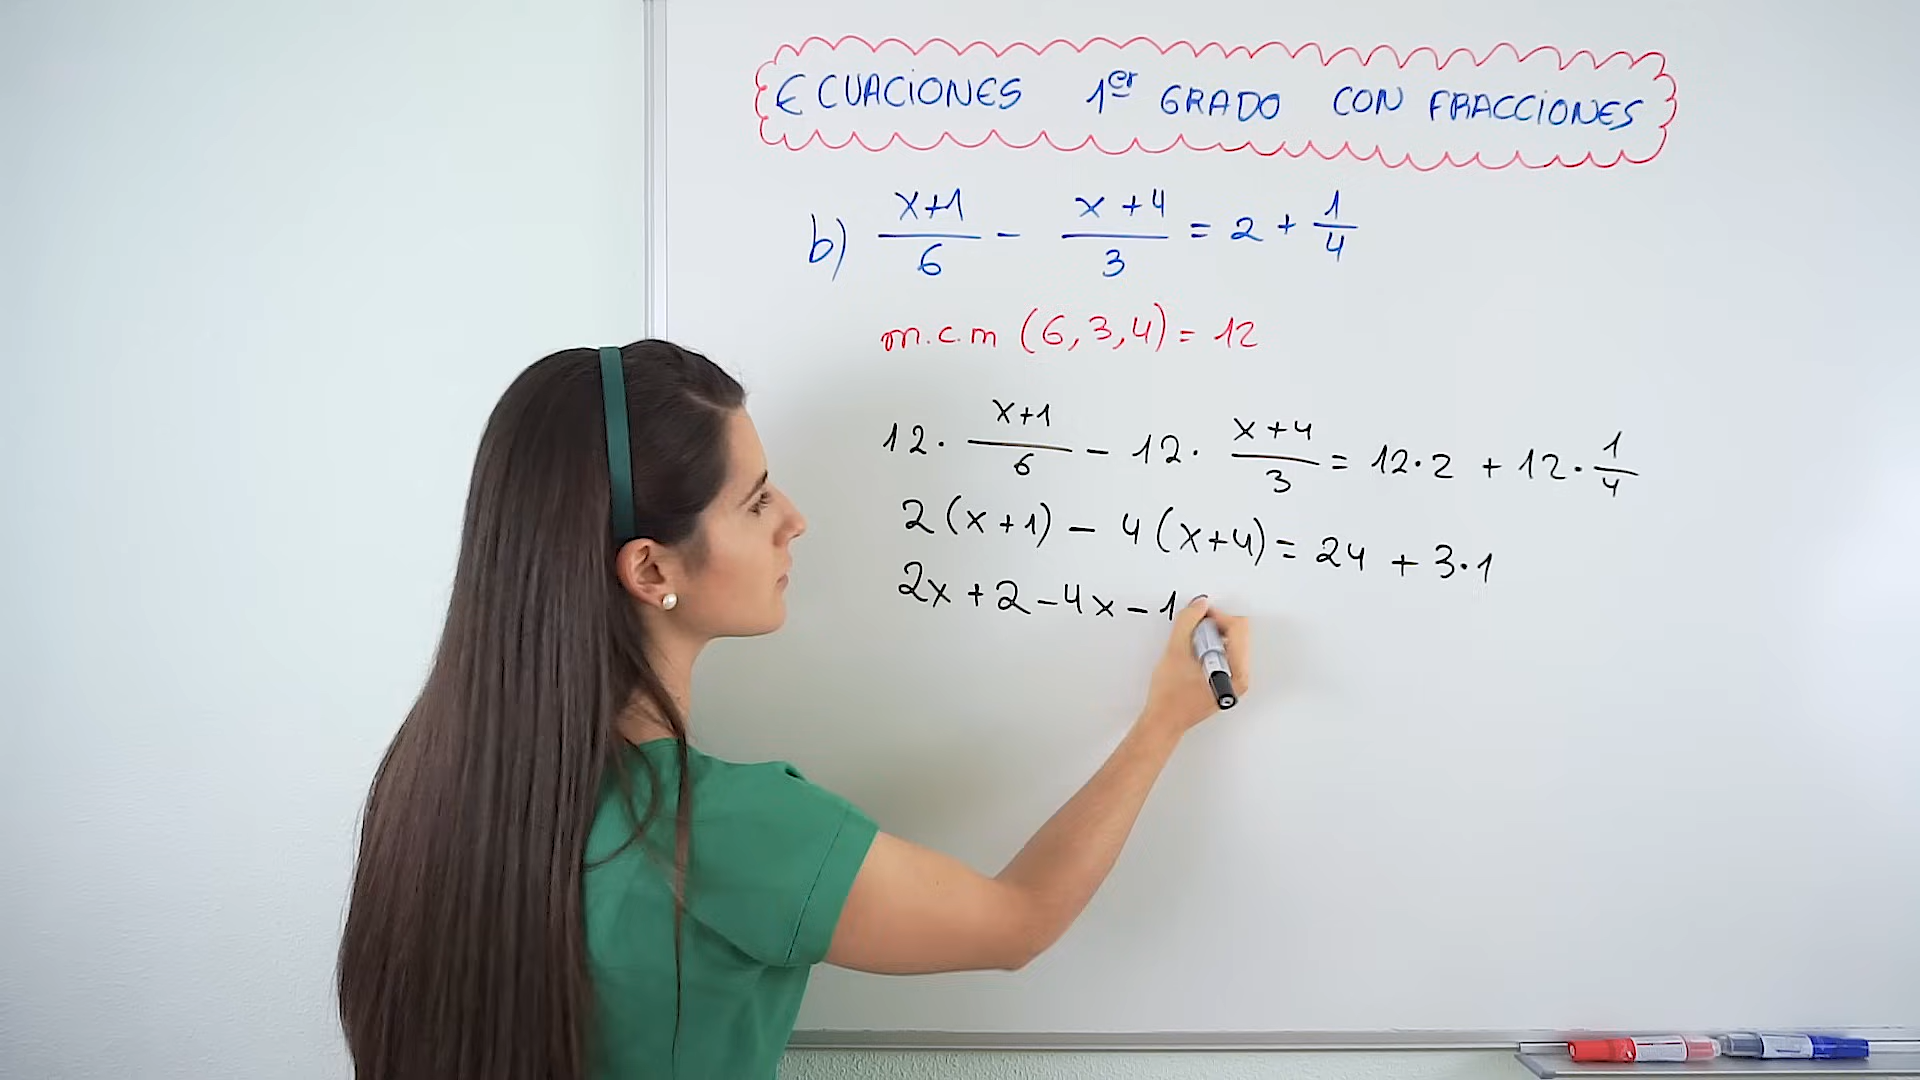 ECUACIONES 1er GRADO CON FRACCIONES
b) x+1/6 - x+4/3 = 2 + 1/4
m.c.m (6,3,4) = 12
12· x+1/6 - 12· x+4/3 = 12·2 + 12· 1/4
2(x+1) - 4(x+4) = 24 + 3·1
2x+2-4x-1